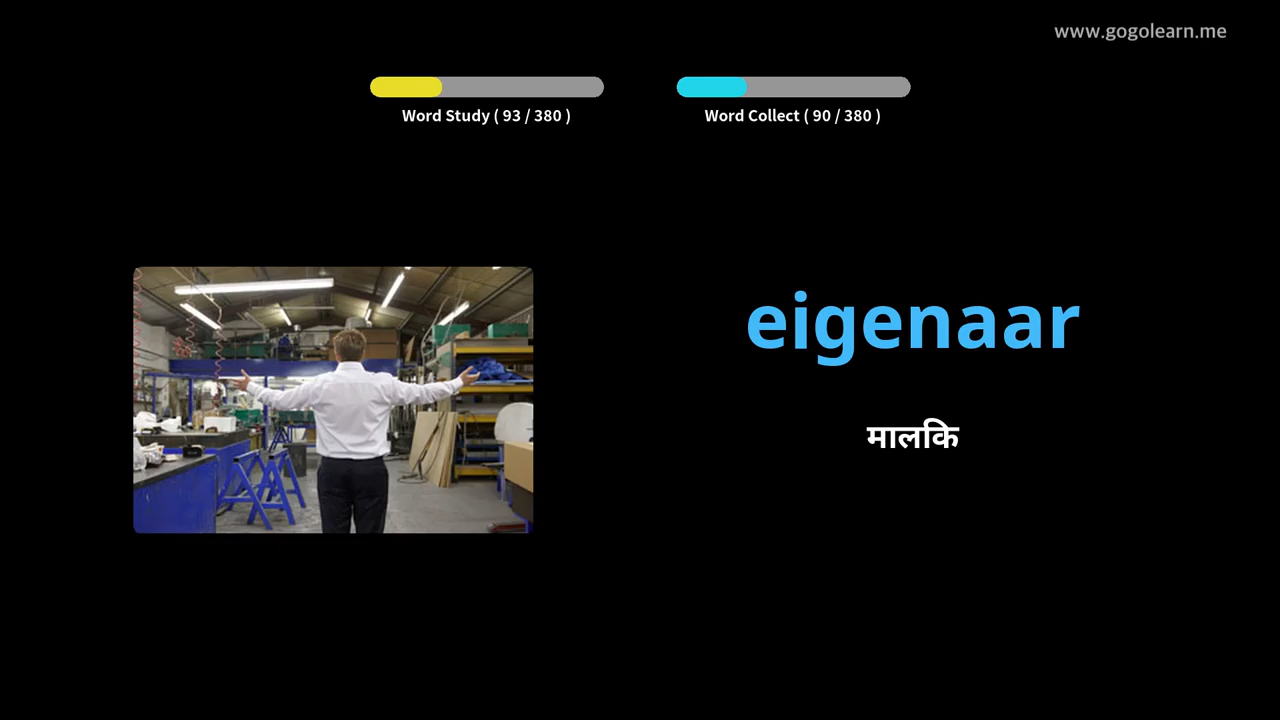 www.gogolearn.me
Word Study ( 93 / 380 )
Word Collect ( 90 / 380 )
eigenaar
मालकि